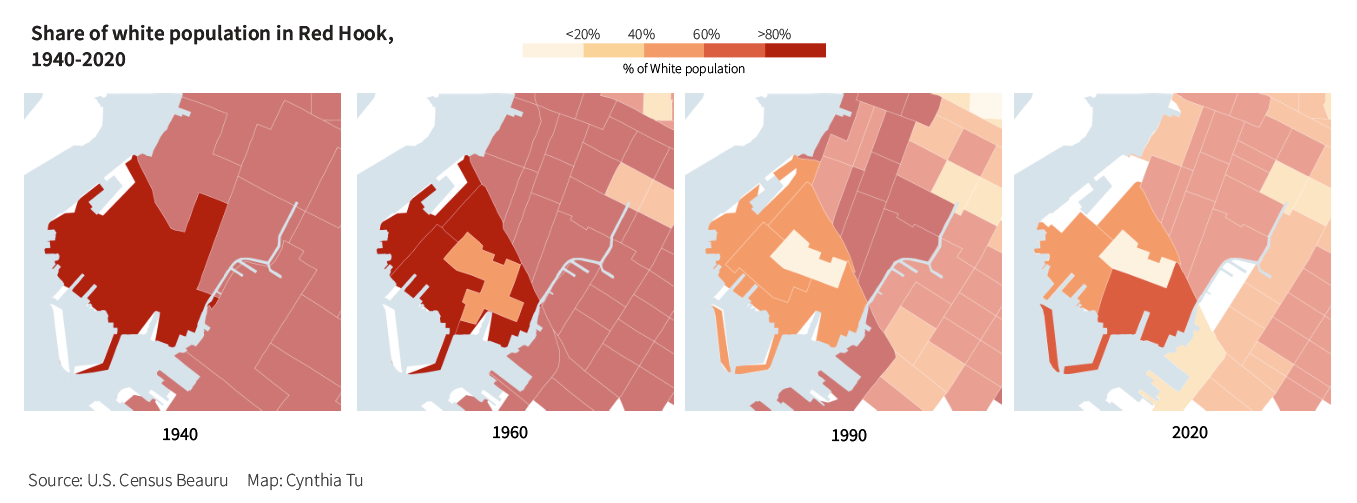 Share of white population in Red Hook,
1940-2020
<20% 40% 60% >80%
% of White population
1940 1960 1990 2020
Source: U.S. Census Beauru Map: Cynthia Tu